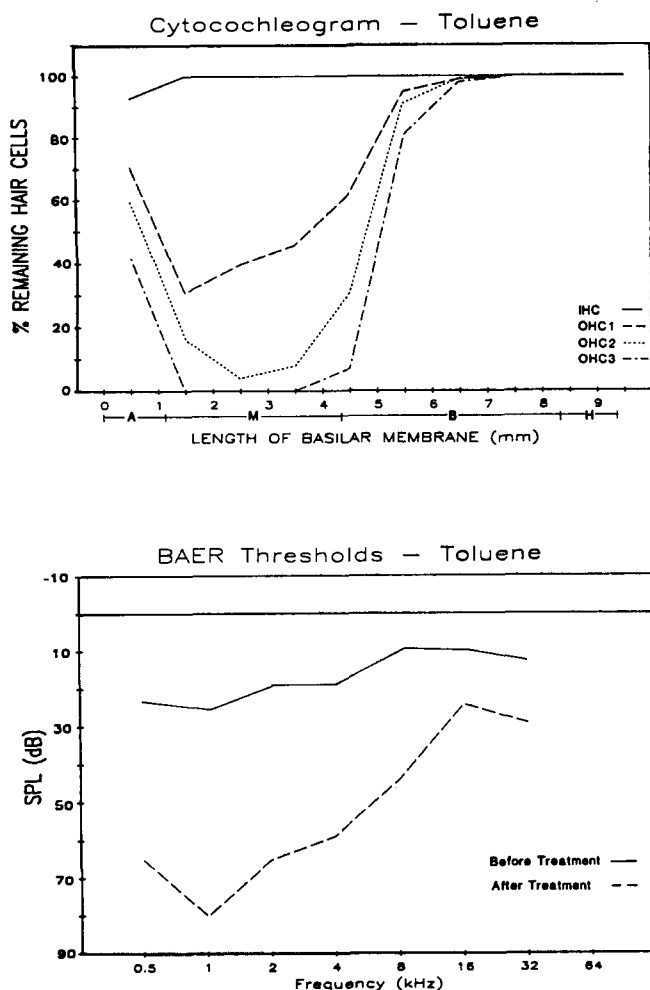 Cytocochleogram — Toluene
% REMAINING HAIR CELLS
100
80
60
40
20
0
IHC
OHC1
OHC2
OHC3
0 1 2 3 4 5 6 7 8 9
A M B H
LENGTH OF BASILAR MEMBRANE (mm)
BAER Thresholds — Toluene
SPL (dB)
-10
10
30
50
70
90
Before Treatment
After Treatment
0.5 1 2 4 8 16 32 64
Frequency (kHz)